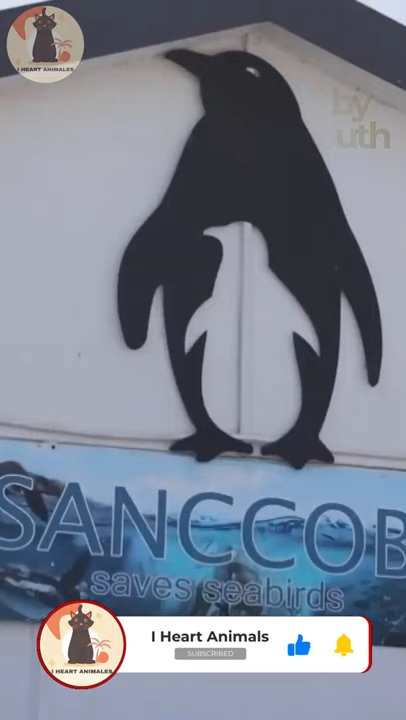 I HEART ANIMALES
by
uth
SANCCOB
saves seabirds
I Heart Animals
SUBSCRIBED
I HEART ANIMALES